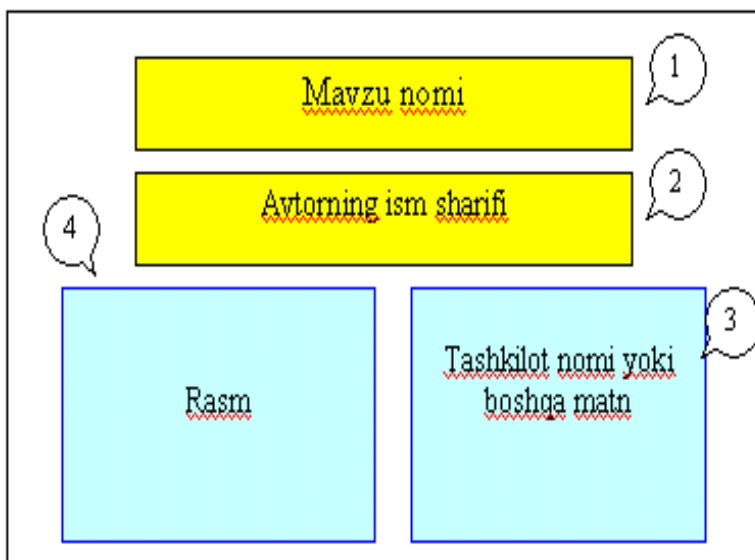 Mavzu nomi
1
Avtorning ism sharifi
2
4
Rasm
Tashkilot nomi yoki
boshqa matn
3